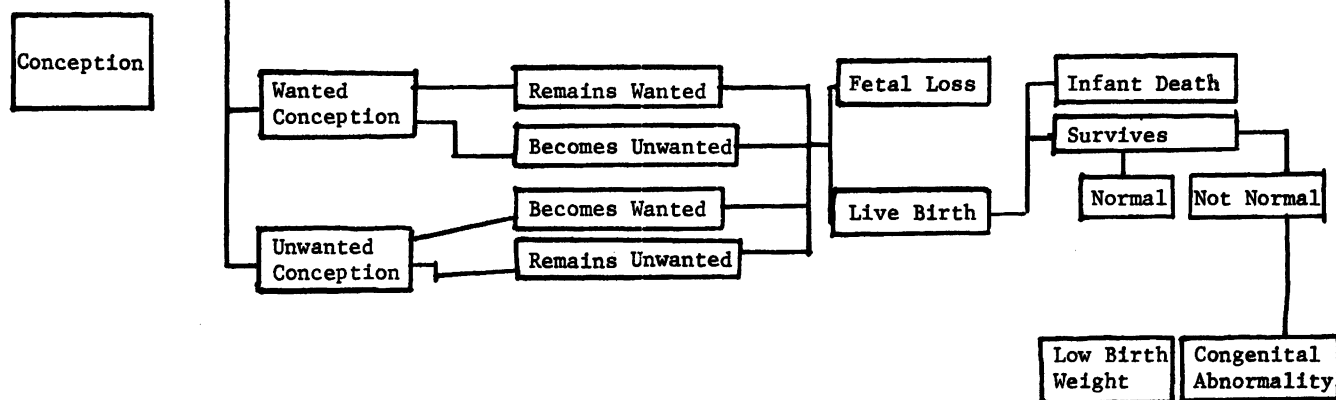 Conception
Wanted
Conception
Remains Wanted
Becomes Unwanted
Unwanted
Conception
Becomes Wanted
Remains Unwanted
Fetal Loss
Live Birth
Infant Death
Survives
Normal
Not Normal
Low Birth
Weight
Congenital
Abnormality